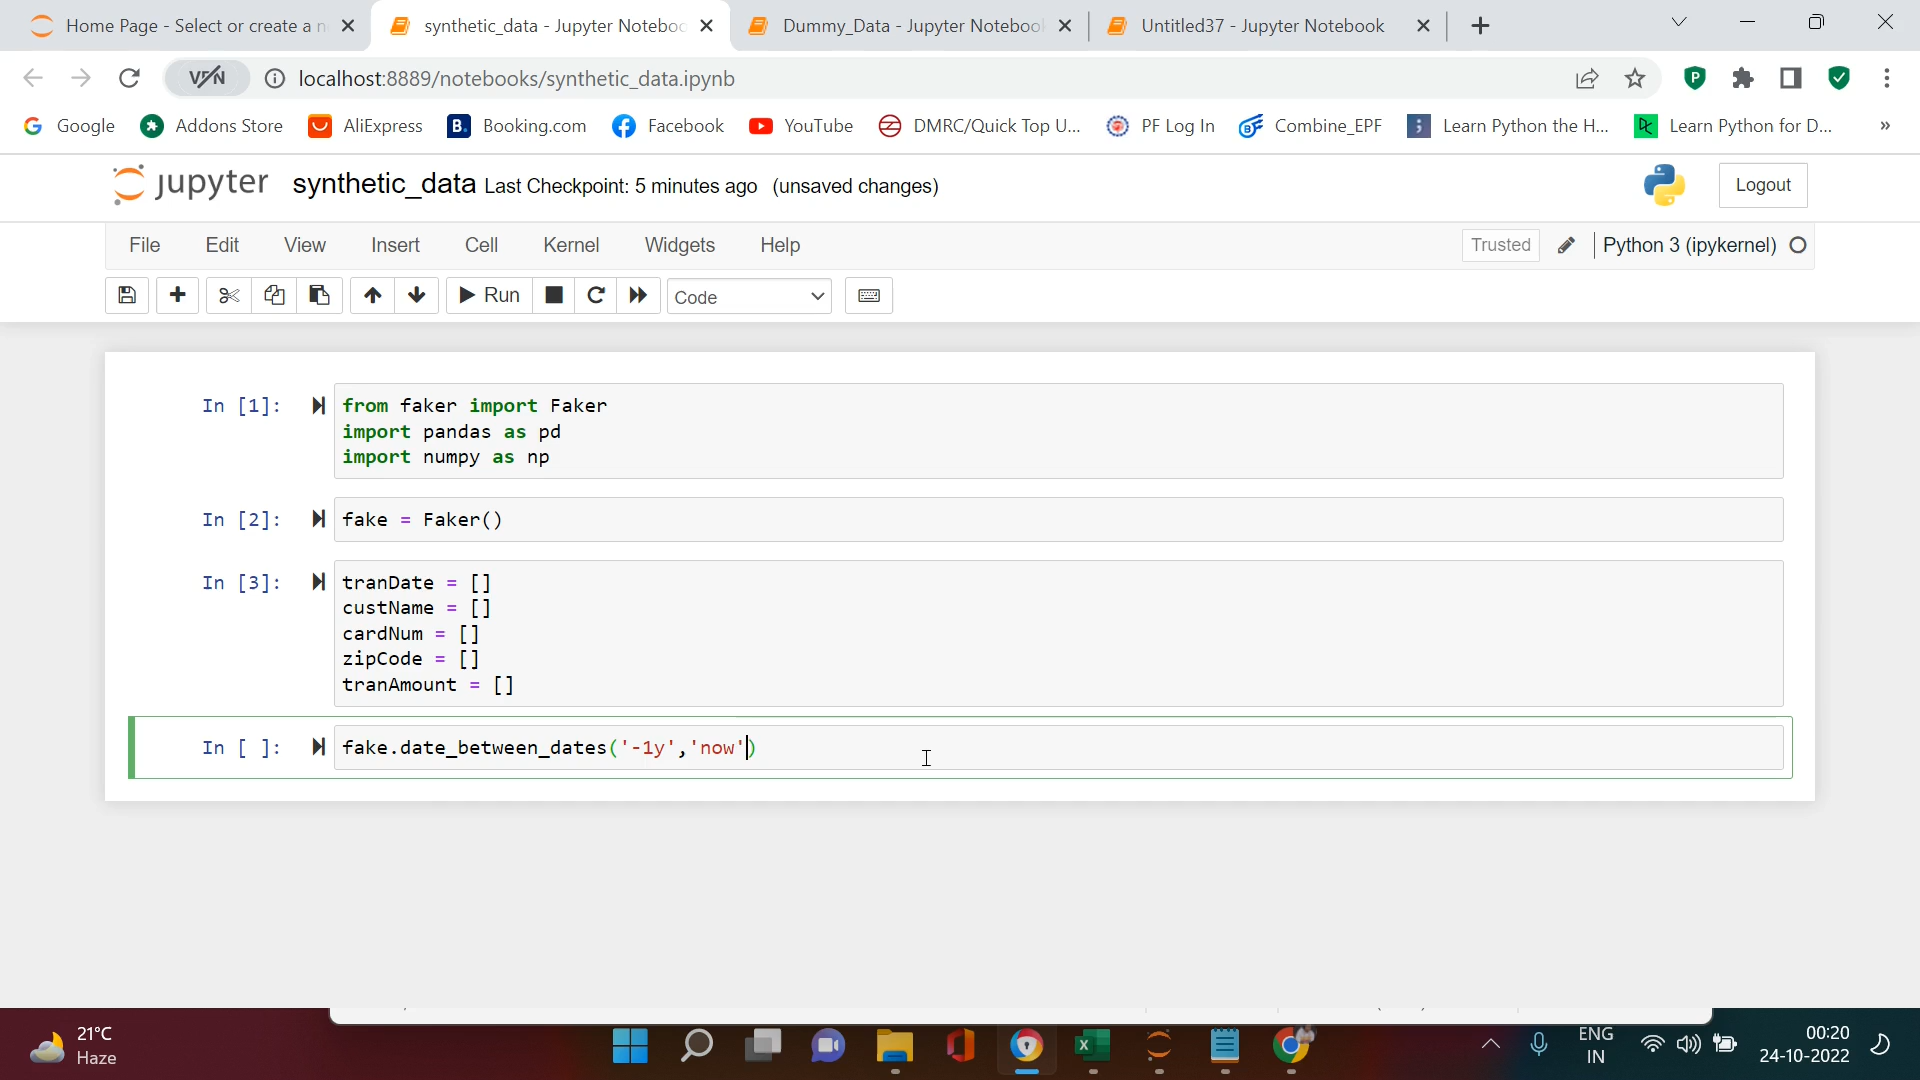 Home Page - Select or create a n
synthetic_data - Jupyter Noteboo
Dummy_Data - Jupyter Notebook
Untitled37 - Jupyter Notebook
VPN
localhost:8889/notebooks/synthetic_data.ipynb
Google
Addons Store
AliExpress
B.
Booking.com
Facebook
YouTube
DMRC/Quick Top U...
PF Log In
Combine_EPF
Learn Python the H...
Learn Python for D...
»
jupyter synthetic_data Last Checkpoint: 5 minutes ago (unsaved changes)
Logout
File Edit View Insert Cell Kernel Widgets Help
Trusted
Python 3 (ipykernel)
Run
Code
In [1]: from faker import Faker
import pandas as pd
import numpy as np
In [2]: fake = Faker()
In [3]: tranDate = []
custName = []
cardNum = []
zipCode = []
tranAmount = []
In [ ]: fake.date_between_dates('-1y','now')
21°C
Haze
ENG
IN
00:20
24-10-2022